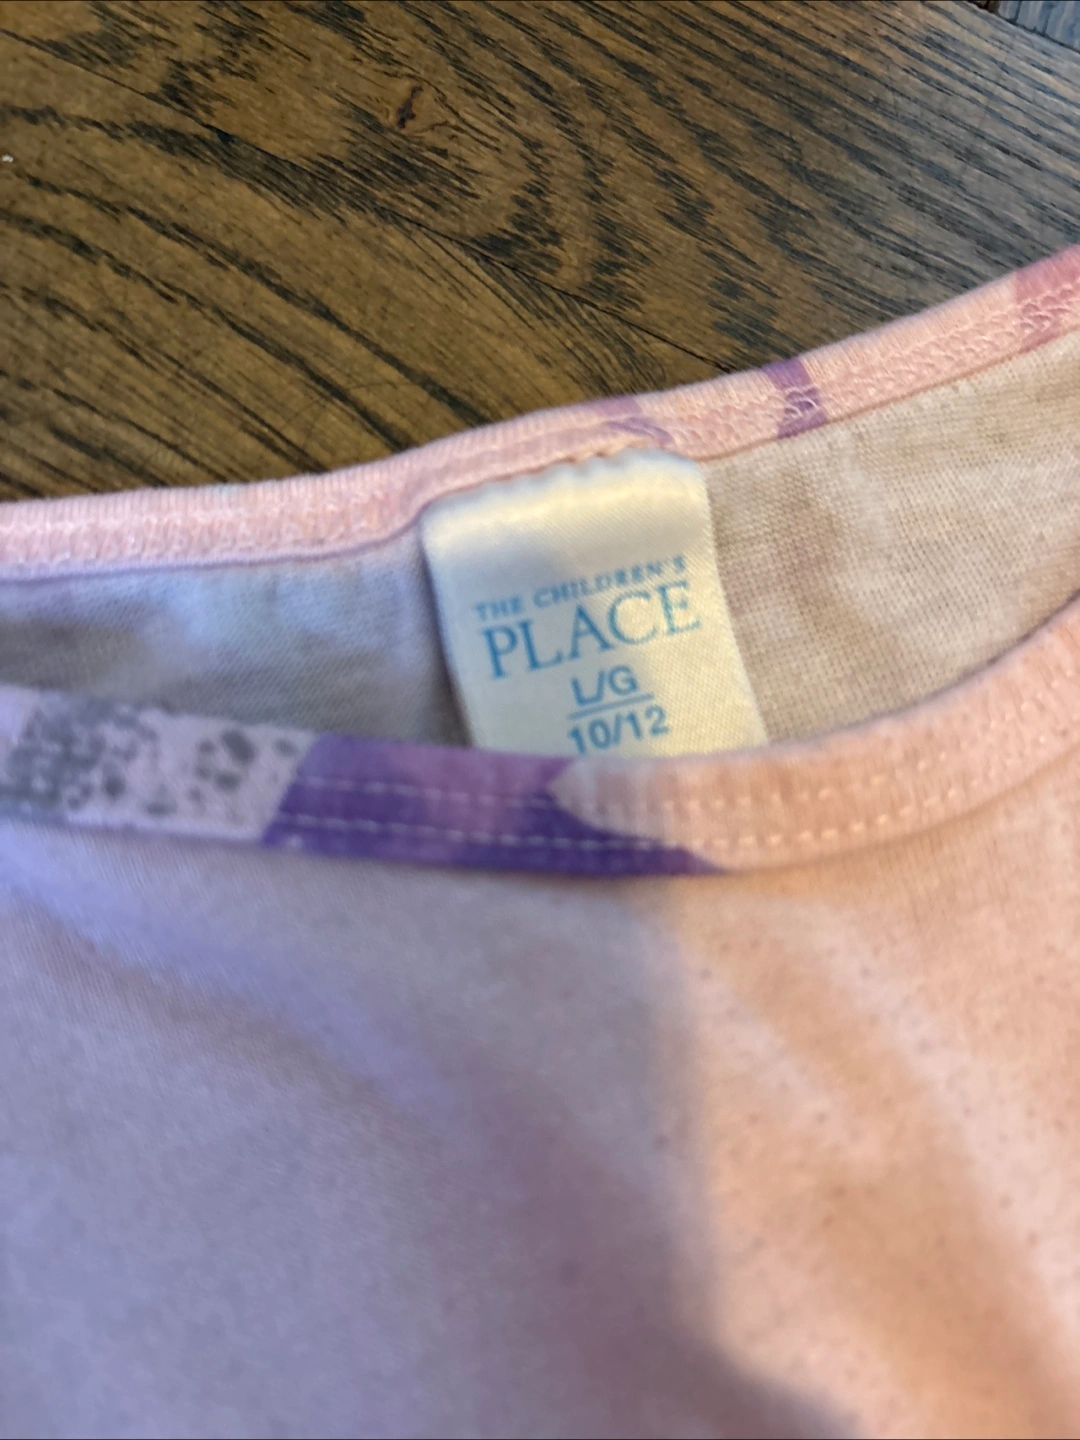 THE CHILDREN'S
PLACE
L/G
10/12